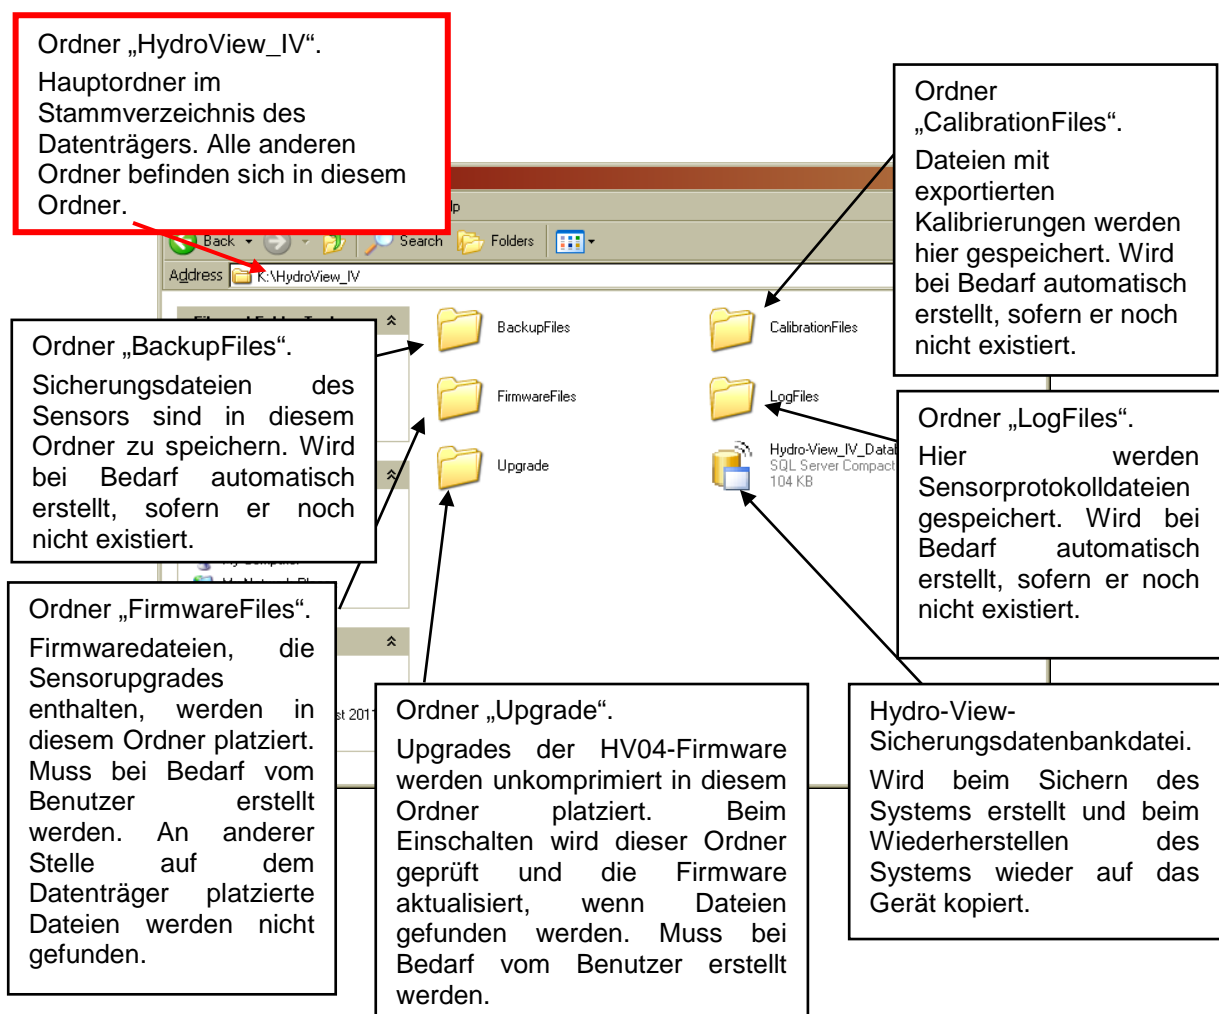 Ordner „HydroView_IV“.
Hauptordner im
Stammverzeichnis des
Datenträgers. Alle anderen
Ordner befinden sich in diesem
Ordner.
Ordner
„CalibrationFiles“.
Dateien mit
exportierten
Kalibrierungen werden
hier gespeichert. Wird
bei Bedarf automatisch
erstellt, sofern er noch
nicht existiert.
Back
Search
Folders
Address K:\HydroView_IV
BackupFiles
CalibrationFiles
FirmwareFiles
LogFiles
Upgrade
Hydro-View_IV_Datab
SQL Server Compact
104 KB
Ordner „BackupFiles“.
Sicherungsdateien des
Sensors sind in diesem
Ordner zu speichern. Wird
bei Bedarf automatisch
erstellt, sofern er noch
nicht existiert.
Ordner „LogFiles“.
Hier werden
Sensorprotokolldateien
gespeichert. Wird bei
Bedarf automatisch
erstellt, sofern er noch
nicht existiert.
Ordner „FirmwareFiles“.
Firmwaredateien, die
Sensorupgrades
enthalten, werden in
diesem Ordner platziert.
Muss bei Bedarf vom
Benutzer erstellt
werden. An anderer
Stelle auf dem
Datenträger platzierte
Dateien werden nicht
gefunden.
st 2011
Ordner „Upgrade“.
Upgrades der HV04-Firmware
werden unkomprimiert in diesem
Ordner platziert. Beim
Einschalten wird dieser Ordner
geprüft und die Firmware
aktualisiert, wenn Dateien
gefunden werden. Muss bei
Bedarf vom Benutzer erstellt
werden.
Hydro-View-
Sicherungsdatenbankdatei.
Wird beim Sichern des
Systems erstellt und beim
Wiederherstellen des
Systems wieder auf das
Gerät kopiert.